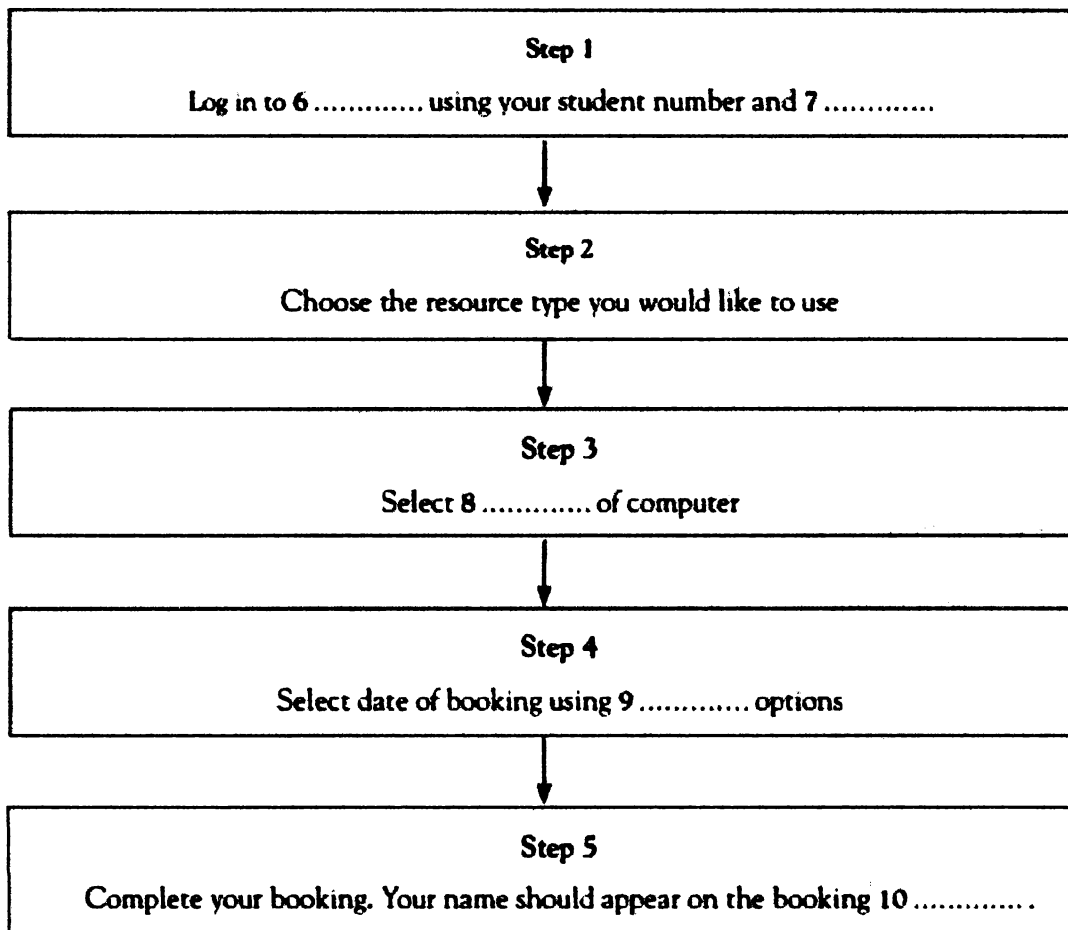 Step 1
Log in to 6 ............. using your student number and 7 .............
Step 2
Choose the resource type you would like to use
Step 3
Select 8 ............. of computer
Step 4
Select date of booking using 9 ............. options
Step 5
Complete your booking. Your name should appear on the booking 10 ............. .